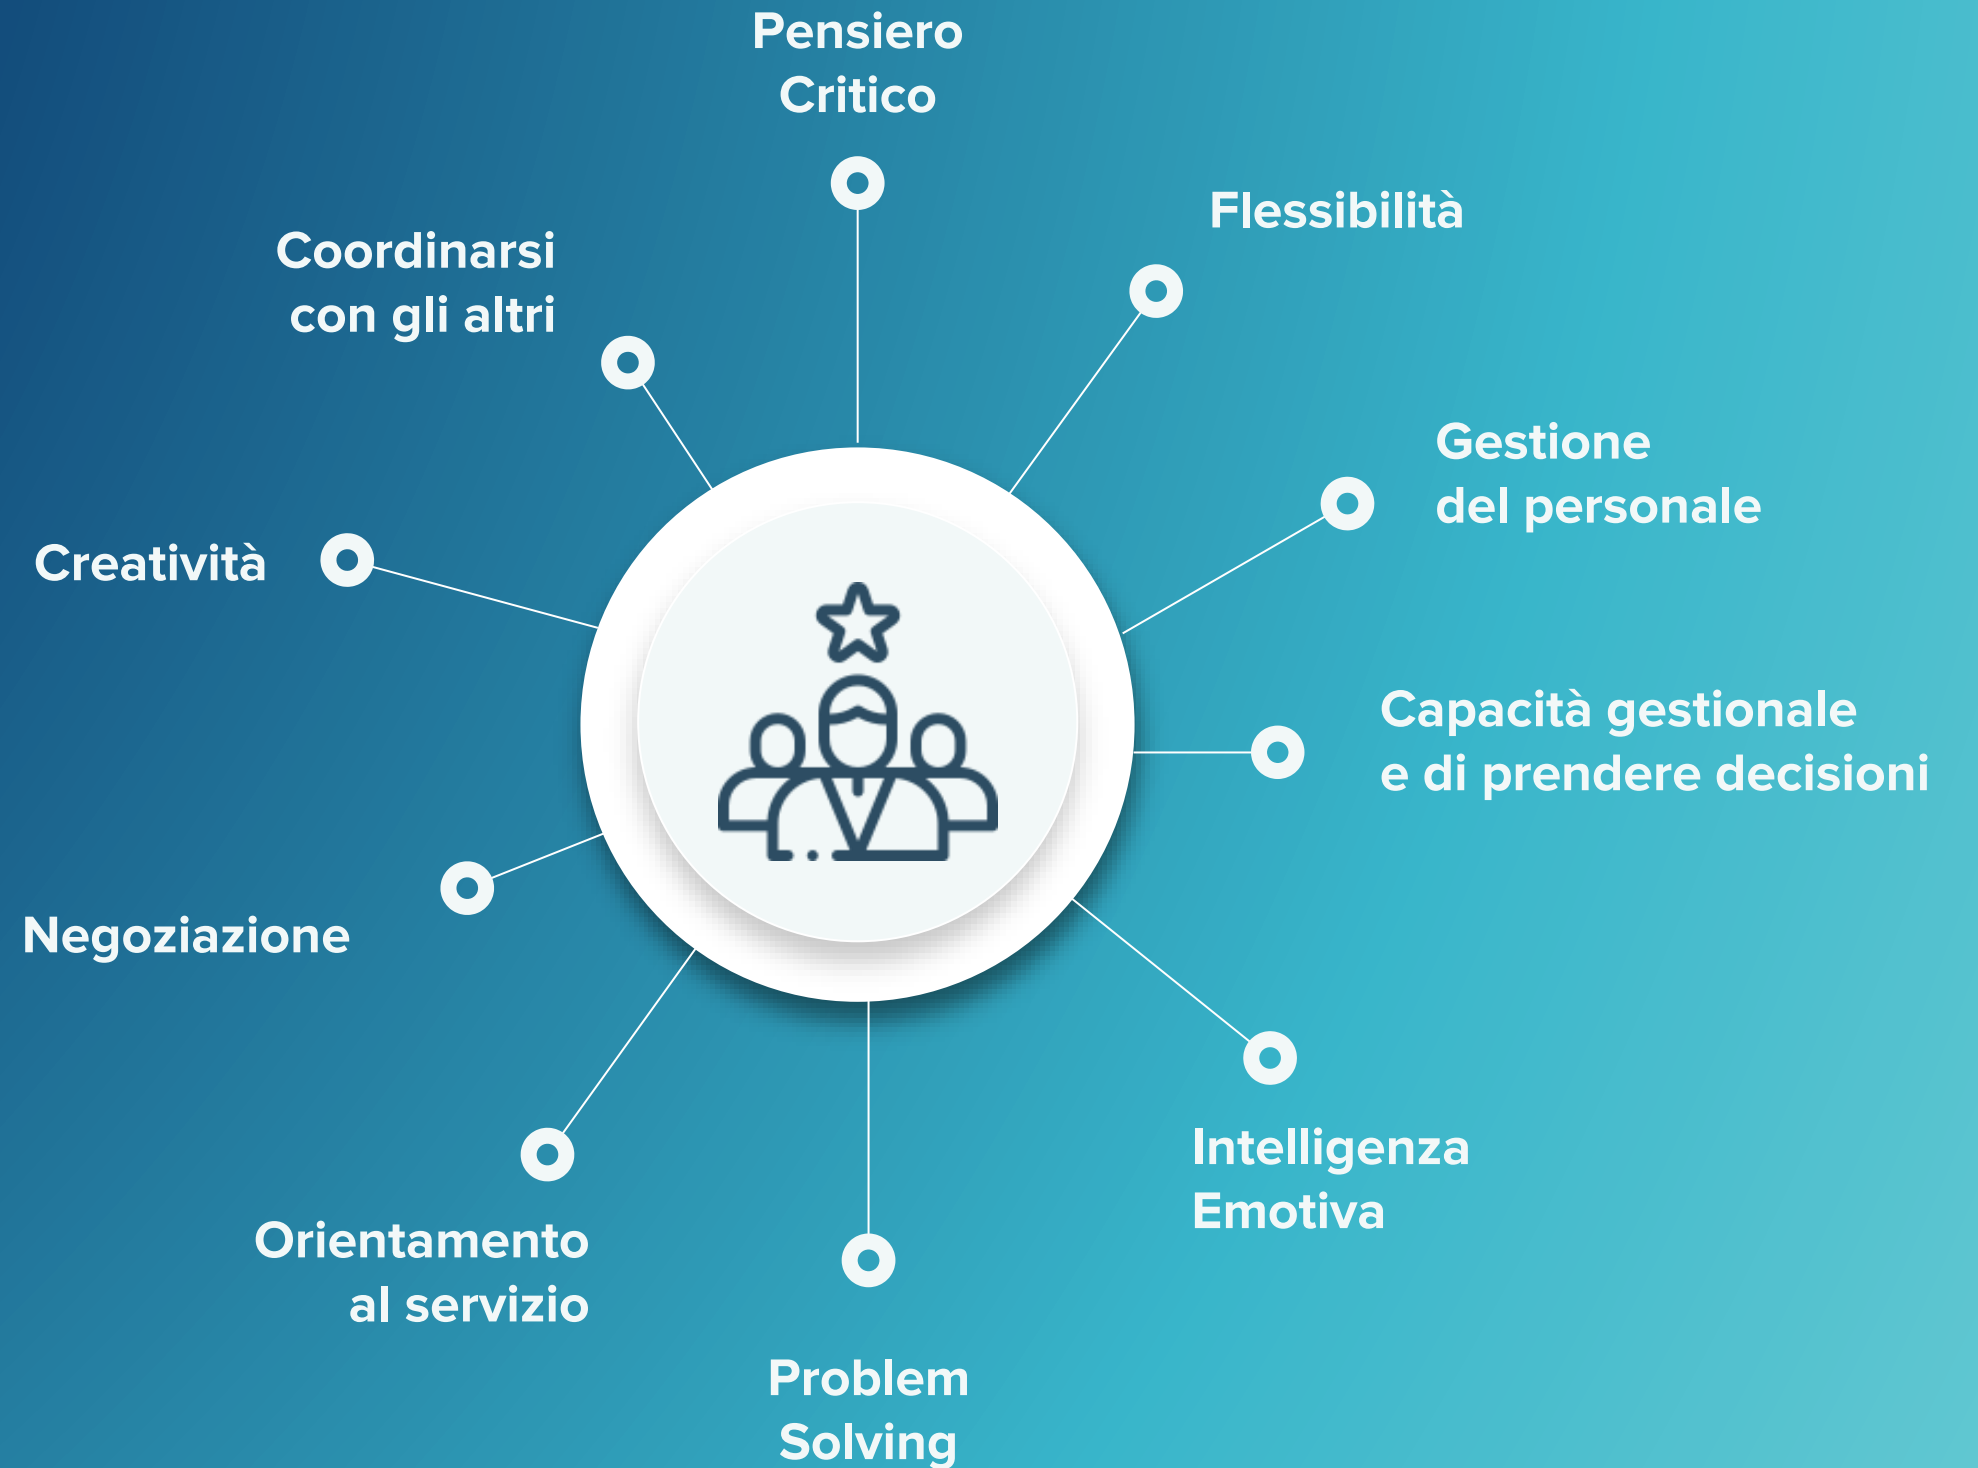 Pensiero
Critico
Flessibilità
Coordinarsi
con gli altri
Gestione
del personale
Creatività
Capacità gestionale
e di prendere decisioni
Negoziazione
Intelligenza
Emotiva
Orientamento
al servizio
Problem
Solving